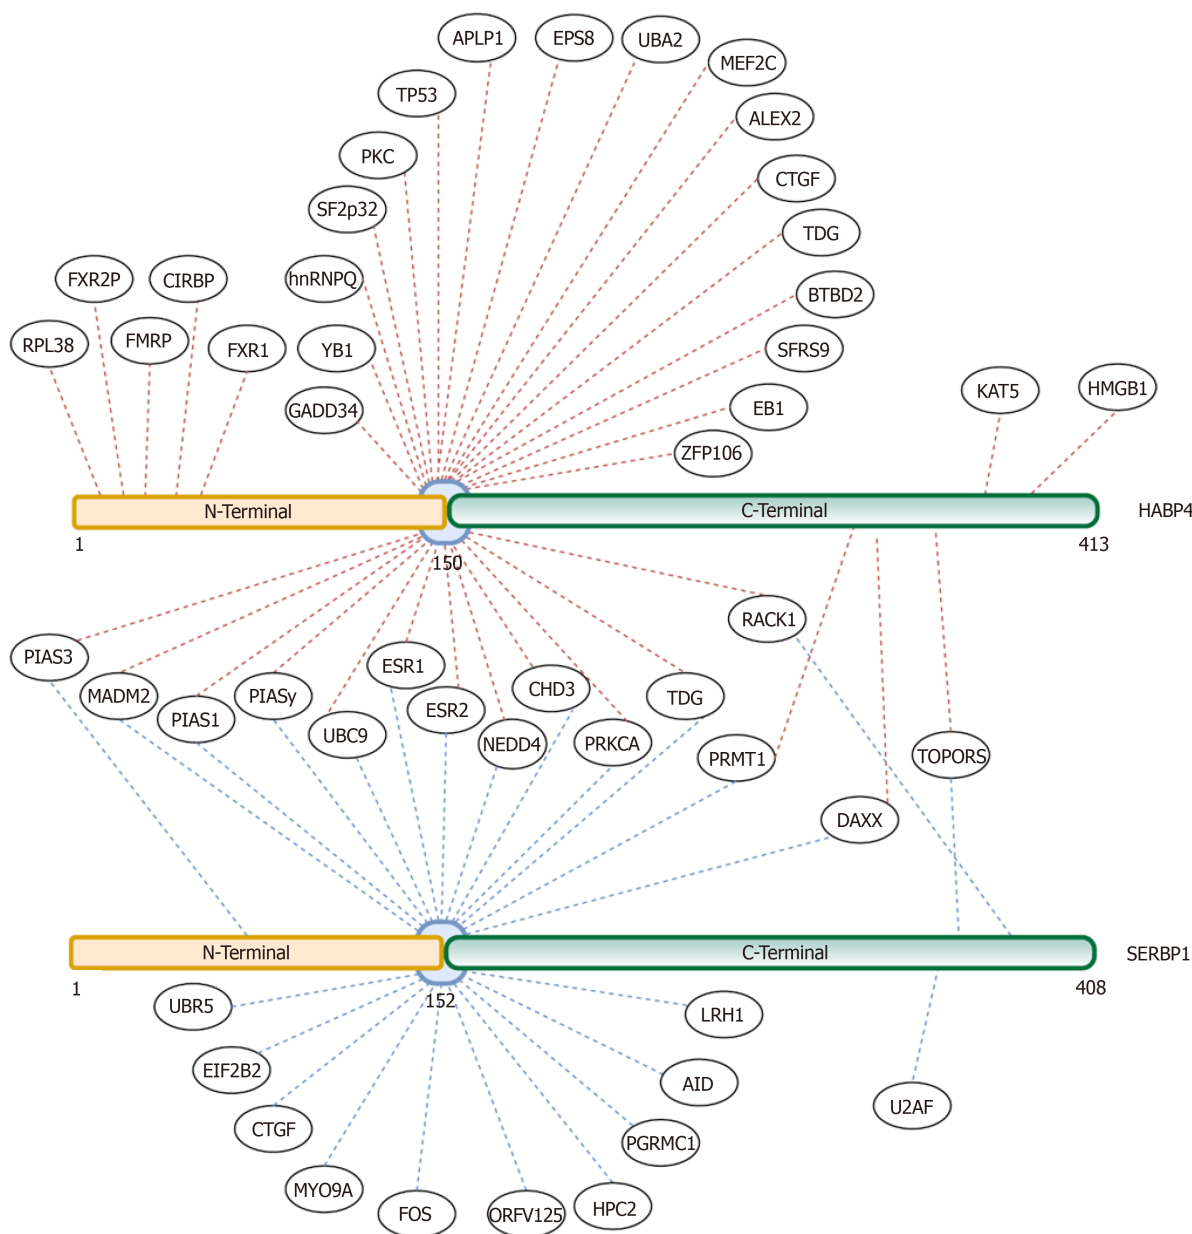 APLP1
EPS8
UBA2
MEF2C
TP53
ALEX2
PKC
CTGF
SF2p32
TDG
FXR2P
CIRBP
hnRNPQ
BTBD2
RPL38
FMRP
FXR1
YB1
SFRS9
KAT5
HMGB1
GADD34
EB1
ZFP106
N-Terminal
C-Terminal
HABP4
1
150
413
RACK1
PIAS3
MADM2
PIAS1
PIASy
UBC9
ESR1
ESR2
NEDD4
CHD3
PRKCA
TDG
PRMT1
TOPORS
DAXX
N-Terminal
C-Terminal
SERBP1
1
152
408
UBR5
LRH1
EIF2B2
AID
U2AF
CTGF
PGRMC1
MYO9A
FOS
ORFV125
HPC2